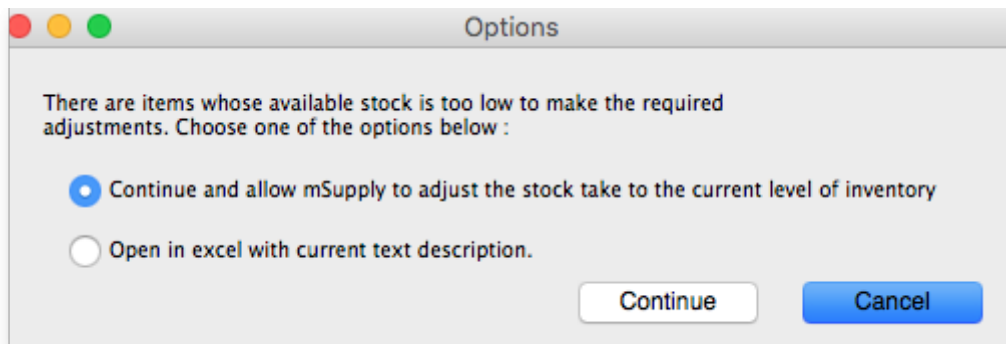 Options
There are items whose available stock is too low to make the required
adjustments. Choose one of the options below :
Continue and allow mSupply to adjust the stock take to the current level of inventory
Open in excel with current text description.
Continue
Cancel